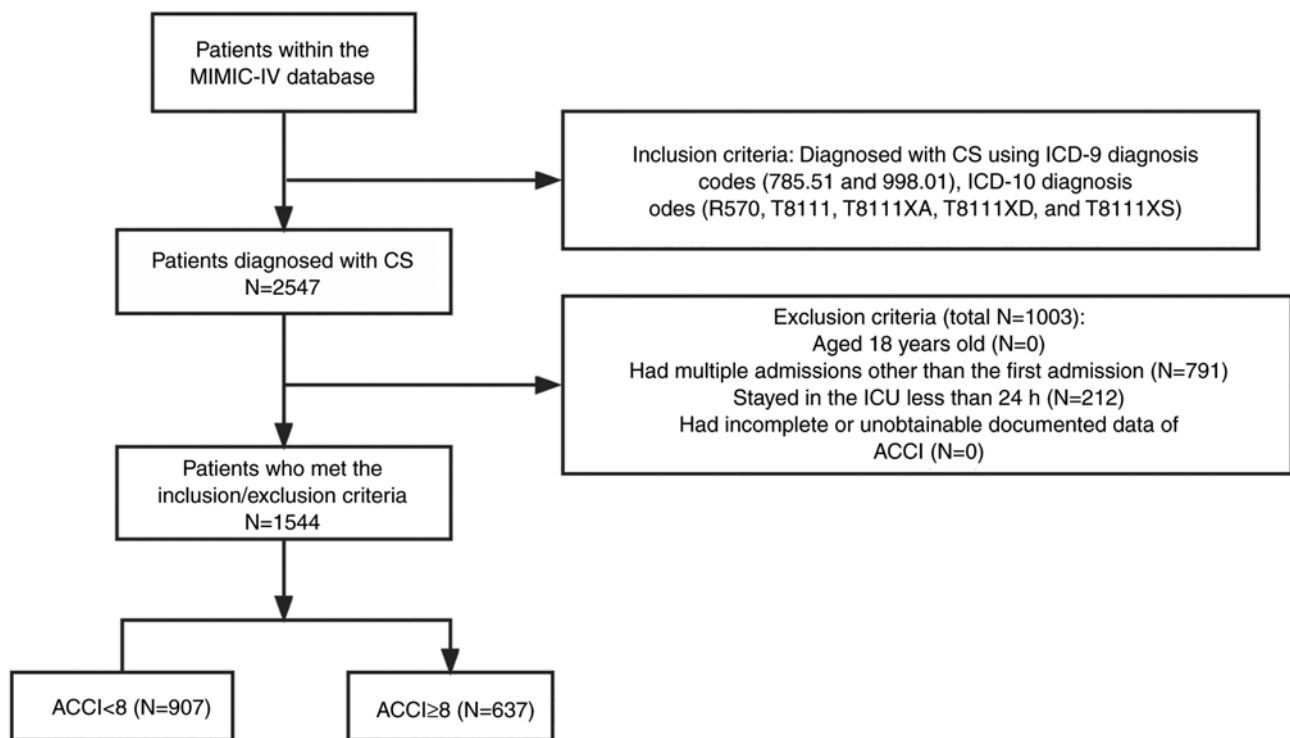 Patients within the
MIMIC-IV database
Inclusion criteria: Diagnosed with CS using ICD-9 diagnosis
codes (785.51 and 998.01), ICD-10 diagnosis
odes (R570, T8111, T8111XA, T8111XD, and T8111XS)
Patients diagnosed with CS
N=2547
Exclusion criteria (total N=1003):
Aged 18 years old (N=0)
Had multiple admissions other than the first admission (N=791)
Stayed in the ICU less than 24 h (N=212)
Had incomplete or unobtainable documented data of
ACCI (N=0)
Patients who met the
inclusion/exclusion criteria
N=1544
ACCI<8 (N=907)
ACCI≥8 (N=637)